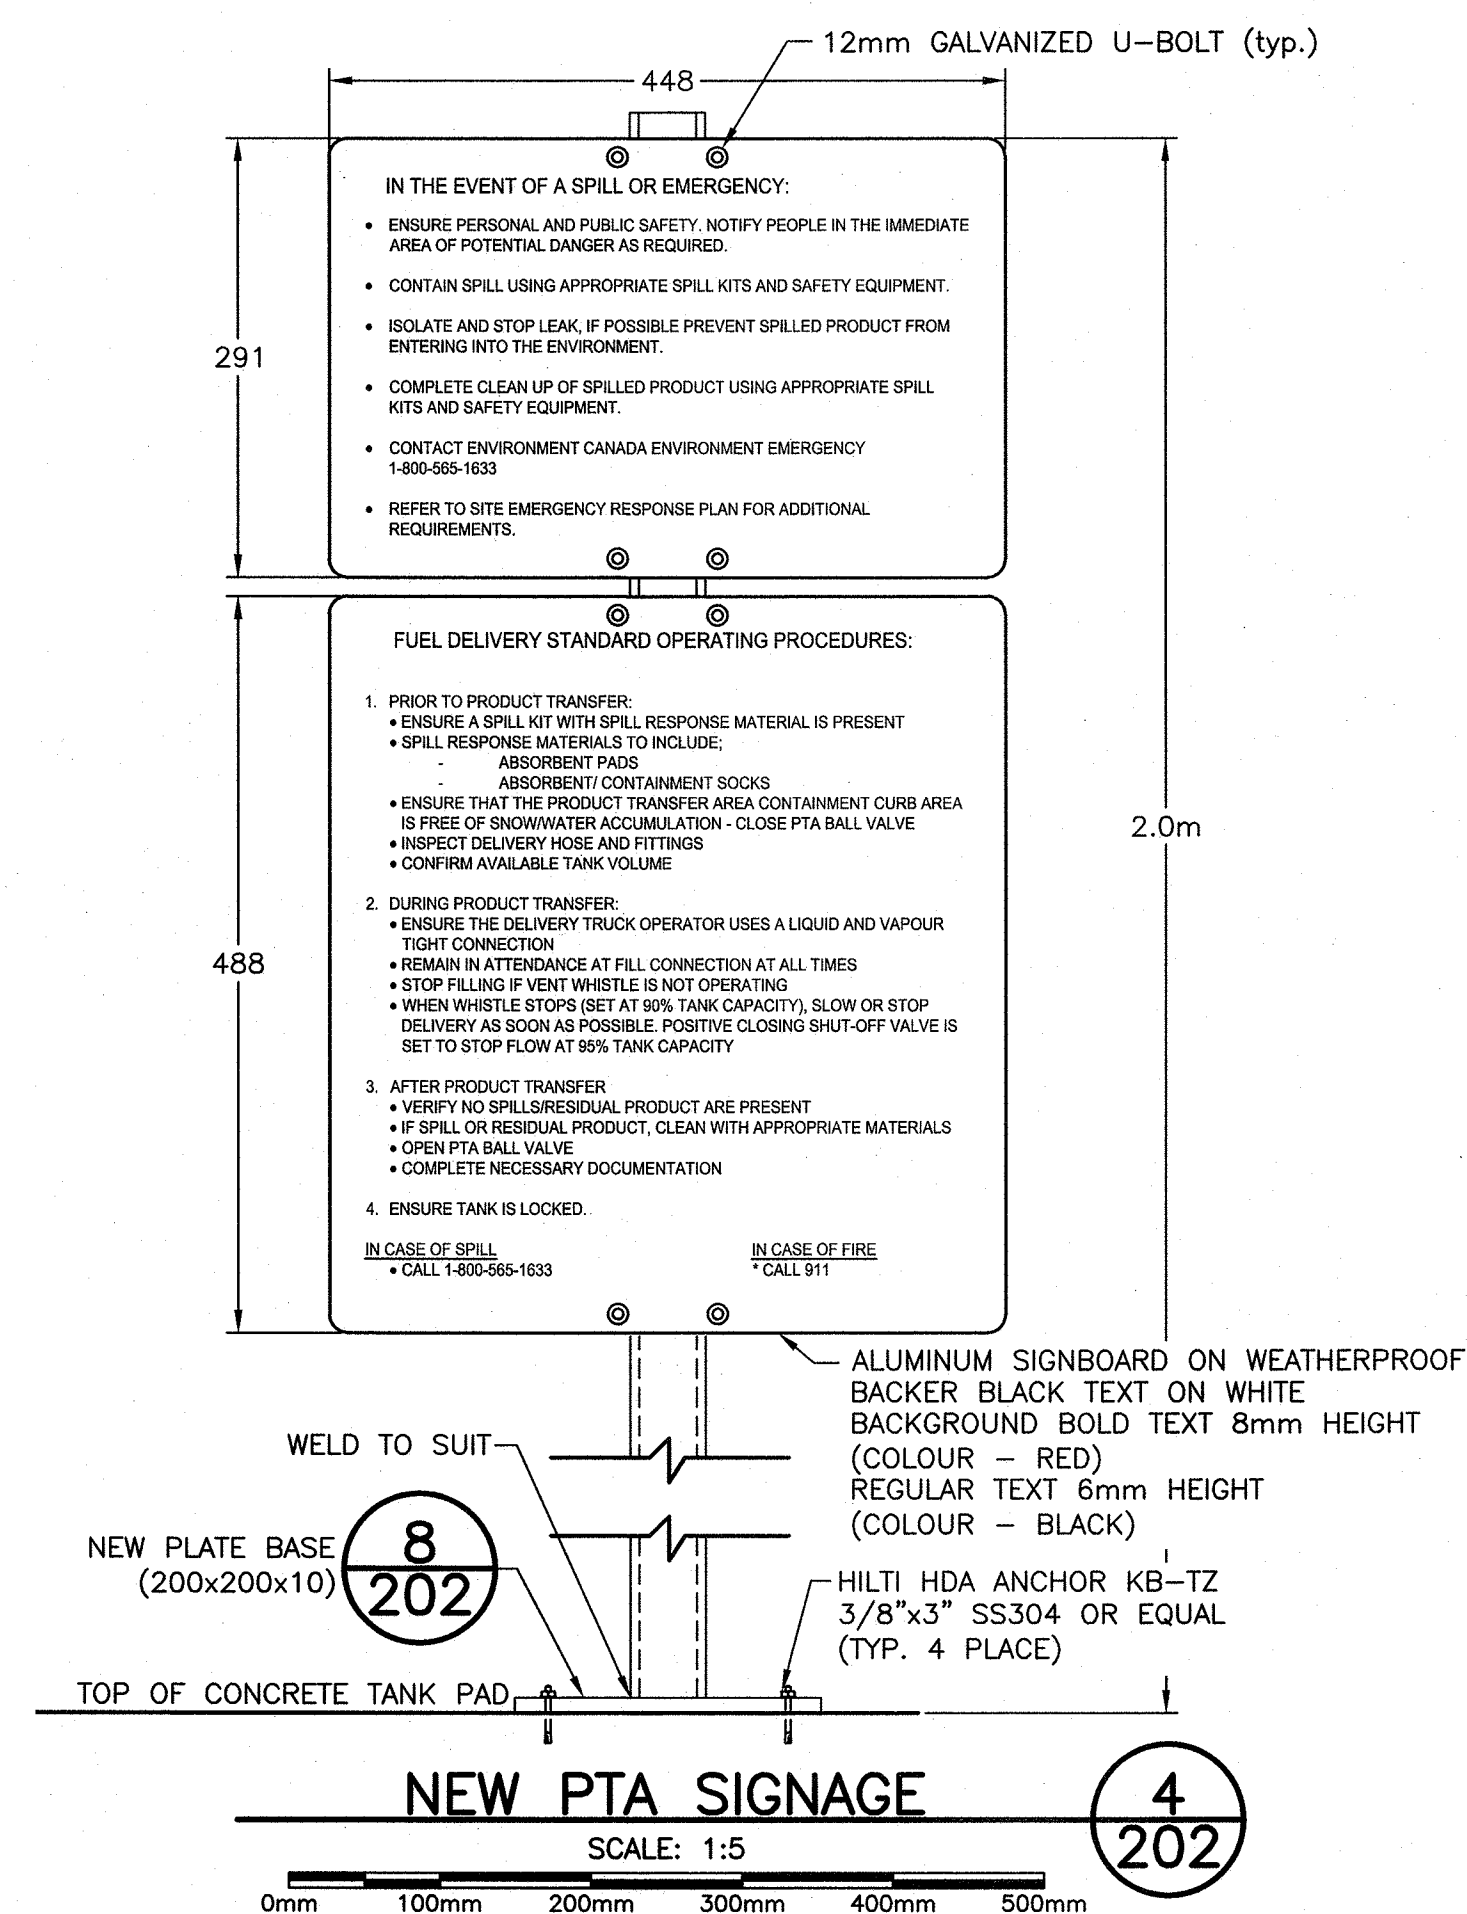 12mm GALVANIZED U-BOLT (typ.)
448
IN THE EVENT OF A SPILL OR EMERGENCY:
• ENSURE PERSONAL AND PUBLIC SAFETY. NOTIFY PEOPLE IN THE IMMEDIATE
AREA OF POTENTIAL DANGER AS REQUIRED.
• CONTAIN SPILL USING APPROPRIATE SPILL KITS AND SAFETY EQUIPMENT.
• ISOLATE AND STOP LEAK, IF POSSIBLE PREVENT SPILLED PRODUCT FROM
ENTERING INTO THE ENVIRONMENT.
291
• COMPLETE CLEAN UP OF SPILLED PRODUCT USING APPROPRIATE SPILL
KITS AND SAFETY EQUIPMENT.
• CONTACT ENVIRONMENT CANADA ENVIRONMENT EMERGENCY
1-800-565-1633
• REFER TO SITE EMERGENCY RESPONSE PLAN FOR ADDITIONAL
REQUIREMENTS.
FUEL DELIVERY STANDARD OPERATING PROCEDURES:
1. PRIOR TO PRODUCT TRANSFER:
• ENSURE A SPILL KIT WITH SPILL RESPONSE MATERIAL IS PRESENT
• SPILL RESPONSE MATERIALS TO INCLUDE;
- ABSORBENT PADS
- ABSORBENT/ CONTAINMENT SOCKS
• ENSURE THAT THE PRODUCT TRANSFER AREA CONTAINMENT CURB AREA
IS FREE OF SNOW/WATER ACCUMULATION - CLOSE PTA BALL VALVE
2.0m
• INSPECT DELIVERY HOSE AND FITTINGS
• CONFIRM AVAILABLE TANK VOLUME
2. DURING PRODUCT TRANSFER:
• ENSURE THE DELIVERY TRUCK OPERATOR USES A LIQUID AND VAPOUR
TIGHT CONNECTION
488
• REMAIN IN ATTENDANCE AT FILL CONNECTION AT ALL TIMES
• STOP FILLING IF VENT WHISTLE IS NOT OPERATING
• WHEN WHISTLE STOPS (SET AT 90% TANK CAPACITY), SLOW OR STOP
DELIVERY AS SOON AS POSSIBLE. POSITIVE CLOSING SHUT-OFF VALVE IS
SET TO STOP FLOW AT 95% TANK CAPACITY
3. AFTER PRODUCT TRANSFER
• VERIFY NO SPILLS/RESIDUAL PRODUCT ARE PRESENT
• IF SPILL OR RESIDUAL PRODUCT, CLEAN WITH APPROPRIATE MATERIALS
• OPEN PTA BALL VALVE
• COMPLETE NECESSARY DOCUMENTATION
4. ENSURE TANK IS LOCKED.
IN CASE OF SPILL
• CALL 1-800-565-1633
IN CASE OF FIRE
* CALL 911
ALUMINUM SIGNBOARD ON WEATHERPROOF
BACKER BLACK TEXT ON WHITE
BACKGROUND BOLD TEXT 8mm HEIGHT
(COLOUR - RED)
REGULAR TEXT 6mm HEIGHT
(COLOUR - BLACK)
WELD TO SUIT
NEW PLATE BASE
(200x200x10)
8
202
HILTI HDA ANCHOR KB-TZ
3/8"x3" SS304 OR EQUAL
(TYP. 4 PLACE)
TOP OF CONCRETE TANK PAD
NEW PTA SIGNAGE
4
202
SCALE: 1:5
0mm 100mm 200mm 300mm 400mm 500mm